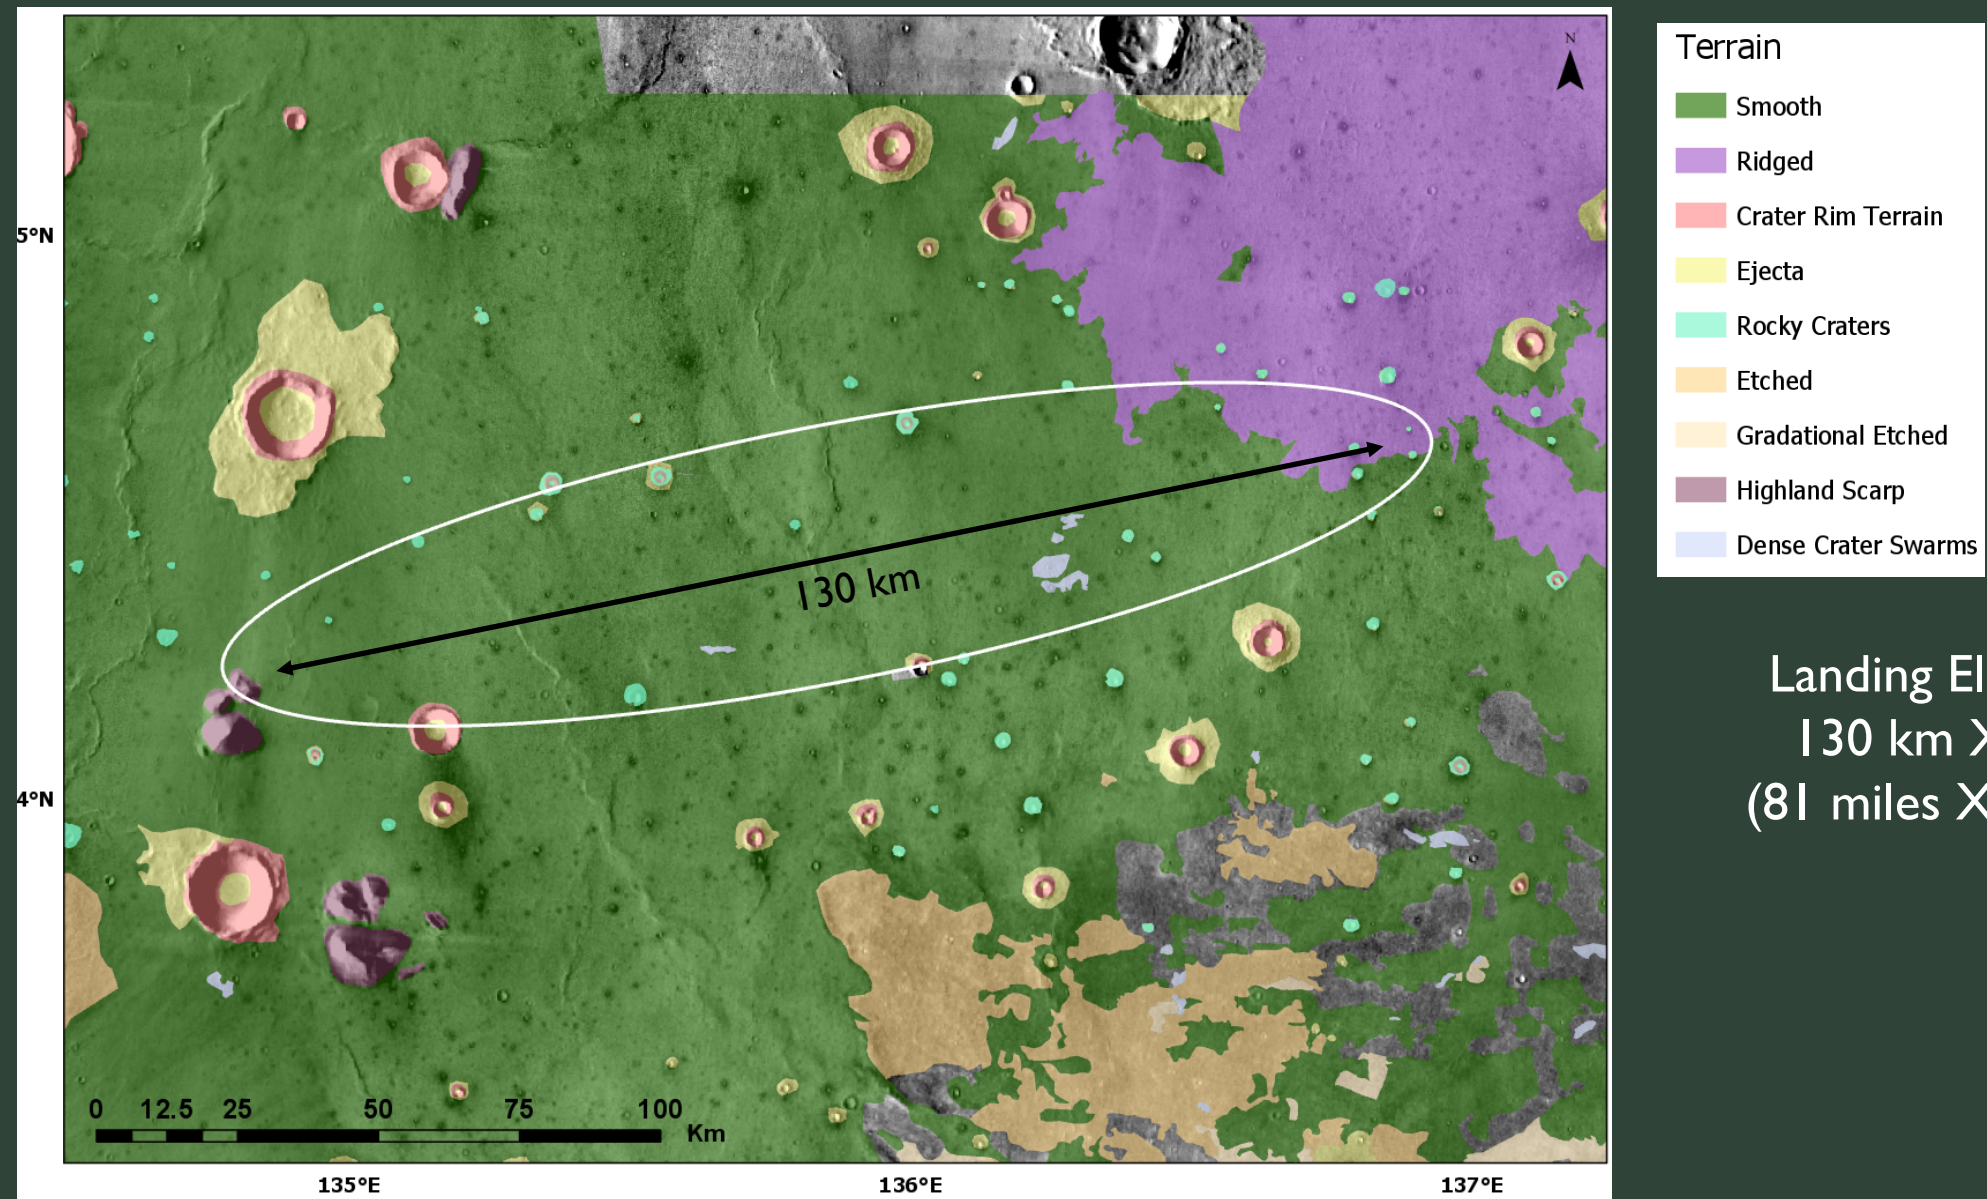 N
5°N
4°N
130 km
0 12.5 25 50 75 100
Km
135°E 136°E 137°E
Terrain
Smooth
Ridged
Crater Rim Terrain
Ejecta
Rocky Craters
Etched
Gradational Etched
Highland Scarp
Dense Crater Swarms
Landing El
130 km X
(81 miles X